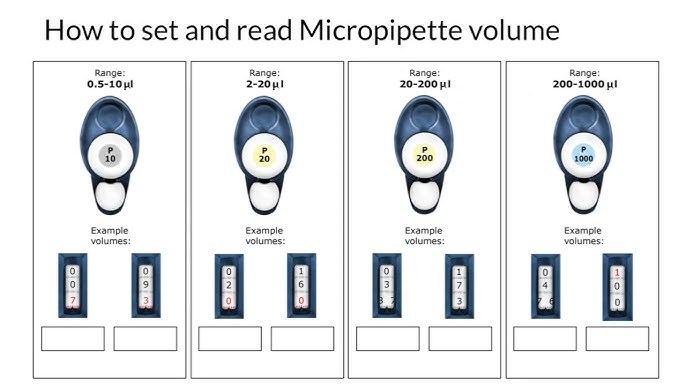 How to set and read Micropipette volume
Range:
0.5-10 µl
P
10
Example
volumes:
0
0
7
0
9
3
Range:
2-20 µl
P
20
Example
volumes:
0
2
0
1
6
0
Range:
20-200 µl
P
200
Example
volumes:
0
3
3 7
1
7
3
Range:
200-1000 µl
P
1000
Example
volumes:
0
4
7 6
1
0
0